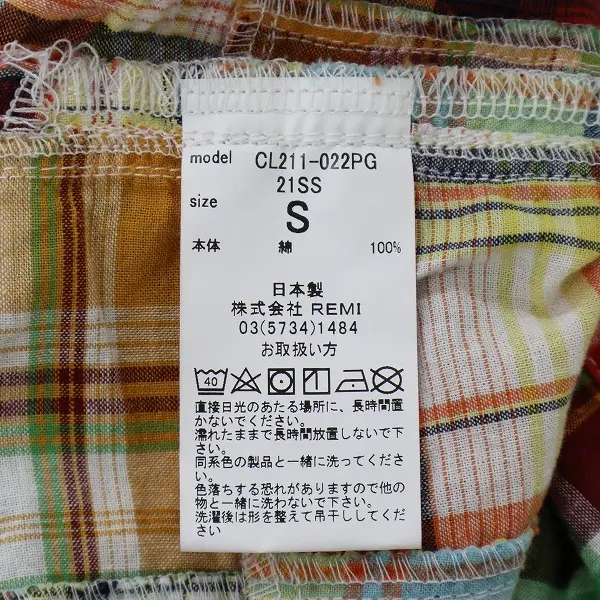 model CL211-022PG
21SS
size S
本体 綿 100%
日本製
株式会社 REMI
03(5734)1484
お取扱い方
40
直接日光のあたる場所に、長時間置
かないでください。
濡れたままで長時間放置しないで下
さい。
同系色の製品と一緒に洗ってくださ
い。
色落ちする恐れがありますので他の
物と一緒に洗わないで下さい。
洗濯後は形を整えて吊干ししてくだ
さい